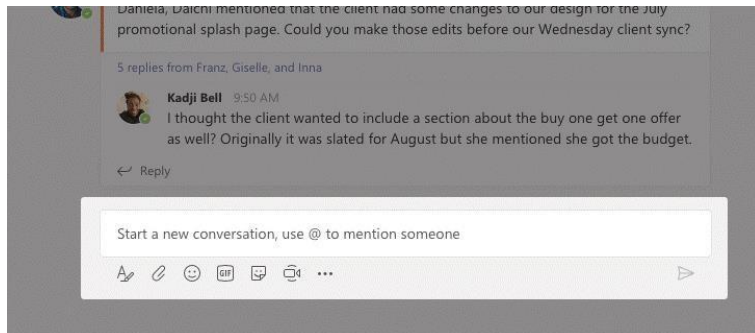 Daniela, Daichi mentioned that the client had some changes to our design for the July
promotional splash page. Could you make those edits before our Wednesday client sync?
5 replies from Franz, Giselle, and Inna
Kadji Bell 9:50 AM
I thought the client wanted to include a section about the buy one get one offer
as well? Originally it was slated for August but she mentioned she got the budget.
Reply
Start a new conversation, use @ to mention someone
GIF